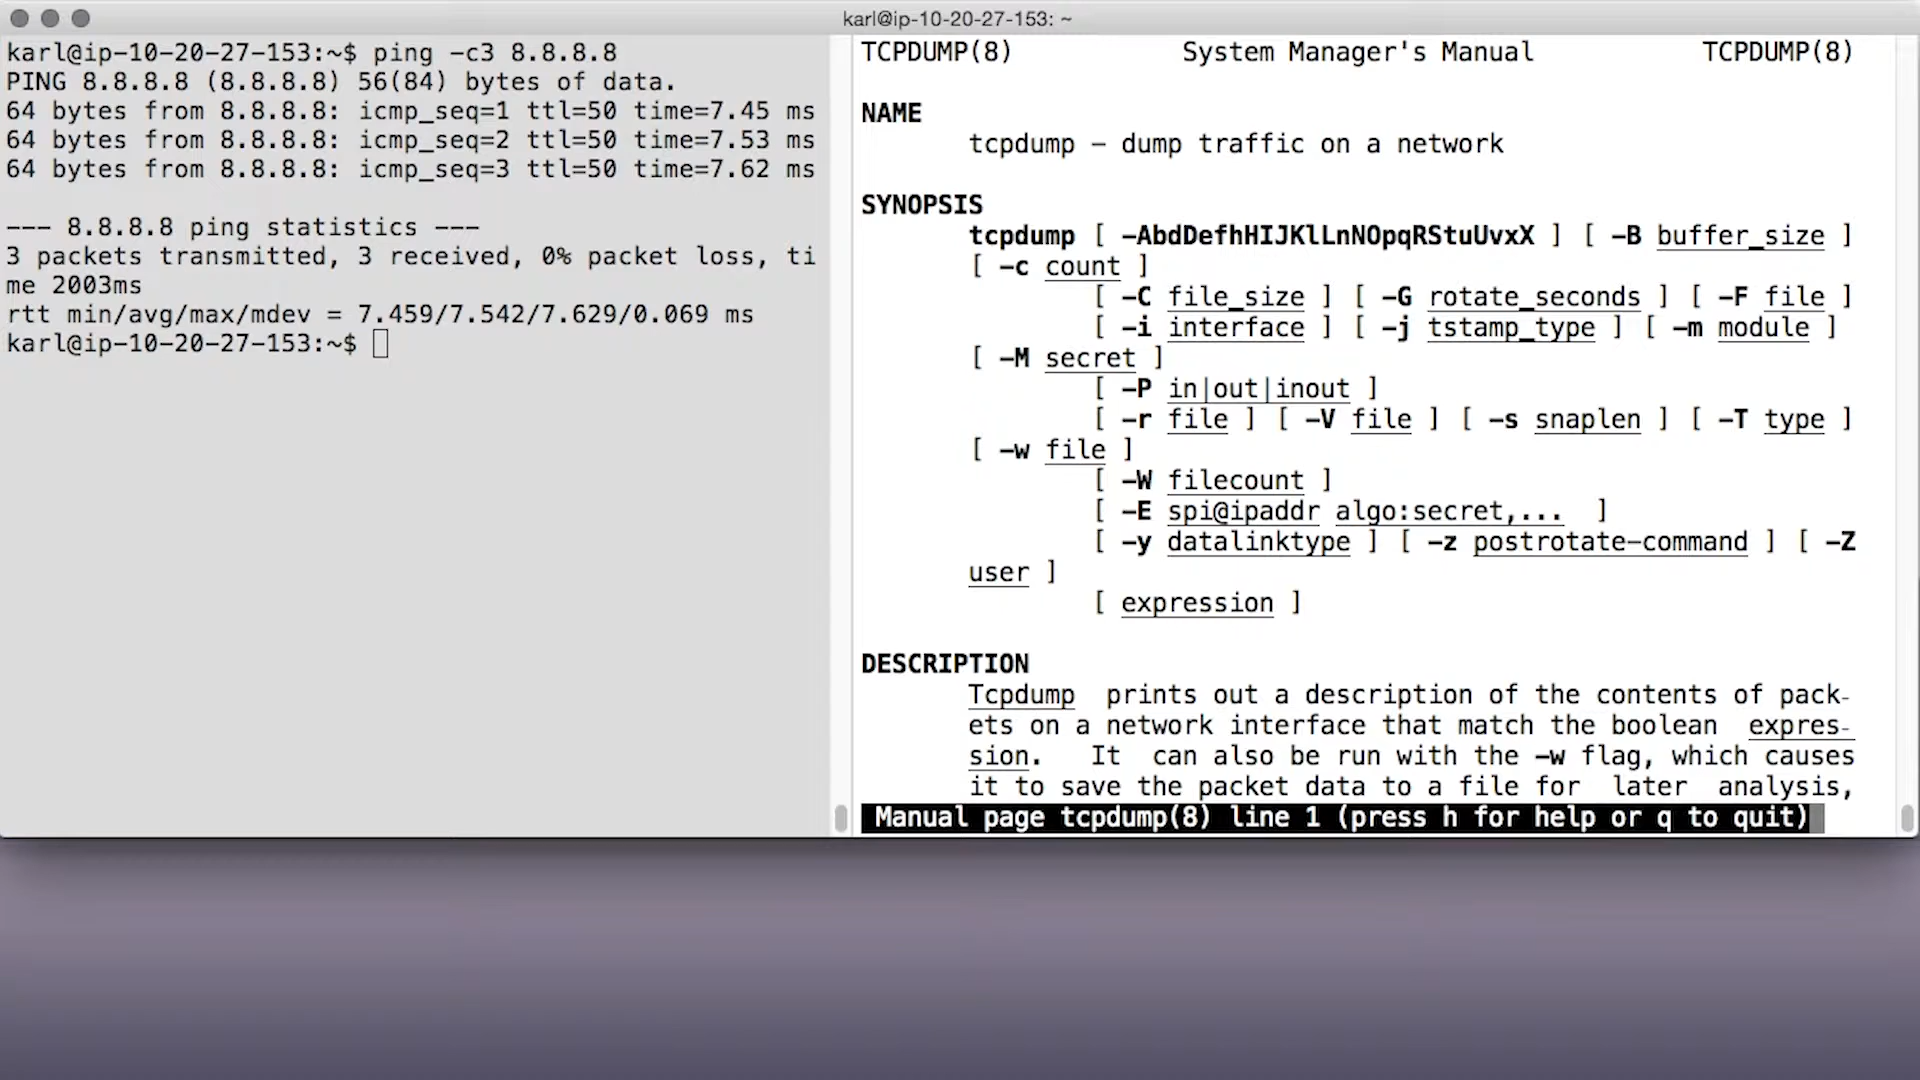 karl@ip-10-20-27-153: ~
karl@ip-10-20-27-153:~$ ping -c3 8.8.8.8
PING 8.8.8.8 (8.8.8.8) 56(84) bytes of data.
64 bytes from 8.8.8.8: icmp_seq=1 ttl=50 time=7.45 ms
64 bytes from 8.8.8.8: icmp_seq=2 ttl=50 time=7.53 ms
64 bytes from 8.8.8.8: icmp_seq=3 ttl=50 time=7.62 ms
--- 8.8.8.8 ping statistics ---
3 packets transmitted, 3 received, 0% packet loss, ti
me 2003ms
rtt min/avg/max/mdev = 7.459/7.542/7.629/0.069 ms
karl@ip-10-20-27-153:~$
TCPDUMP(8) System Manager's Manual TCPDUMP(8)
NAME
tcpdump - dump traffic on a network
SYNOPSIS
tcpdump [ -AbdDefhHIJKlLnNOpqRStuUvxX ] [ -B buffer_size ]
[ -c count ]
[ -C file_size ] [ -G rotate_seconds ] [ -F file ]
[ -i interface ] [ -j tstamp_type ] [ -m module ]
[ -M secret ]
[ -P in|out|inout ]
[ -r file ] [ -V file ] [ -s snaplen ] [ -T type ]
[ -w file ]
[ -W filecount ]
[ -E spi@ipaddr algo:secret,... ]
[ -y datalinktype ] [ -z postrotate-command ] [ -Z
user ]
[ expression ]
DESCRIPTION
Tcpdump prints out a description of the contents of pack-
ets on a network interface that match the boolean expres-
sion. It can also be run with the -w flag, which causes
it to save the packet data to a file for later analysis,
Manual page tcpdump(8) line 1 (press h for help or q to quit)